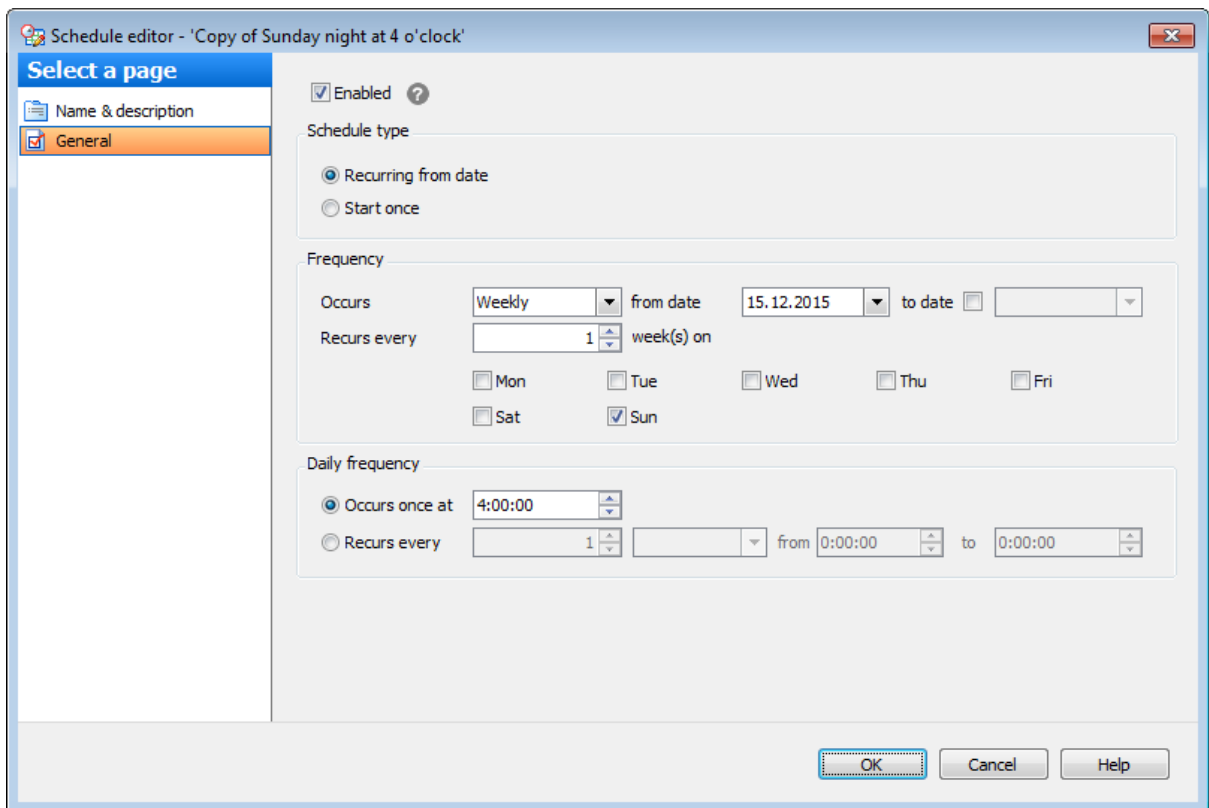 Schedule editor - 'Copy of Sunday night at 4 o'clock'
Select a page
Name & description
General
Enabled ?
Schedule type
Recurring from date
Start once
Frequency
Occurs Weekly from date 15.12.2015 to date
Recurs every 1 week(s) on
Mon Tue Wed Thu Fri
Sat Sun
Daily frequency
Occurs once at 4:00:00
Recurs every 1 from 0:00:00 to 0:00:00
OK Cancel Help